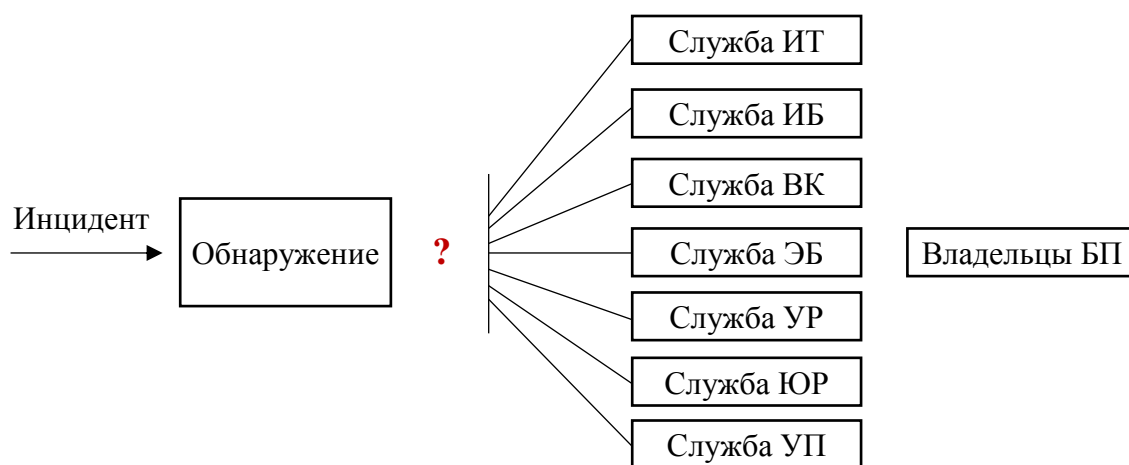 Служба ИТ
Служба ИБ
Служба ВК
Инцидент
Обнаружение
?
Служба ЭБ
Владельцы БП
Служба УР
Служба ЮР
Служба УП